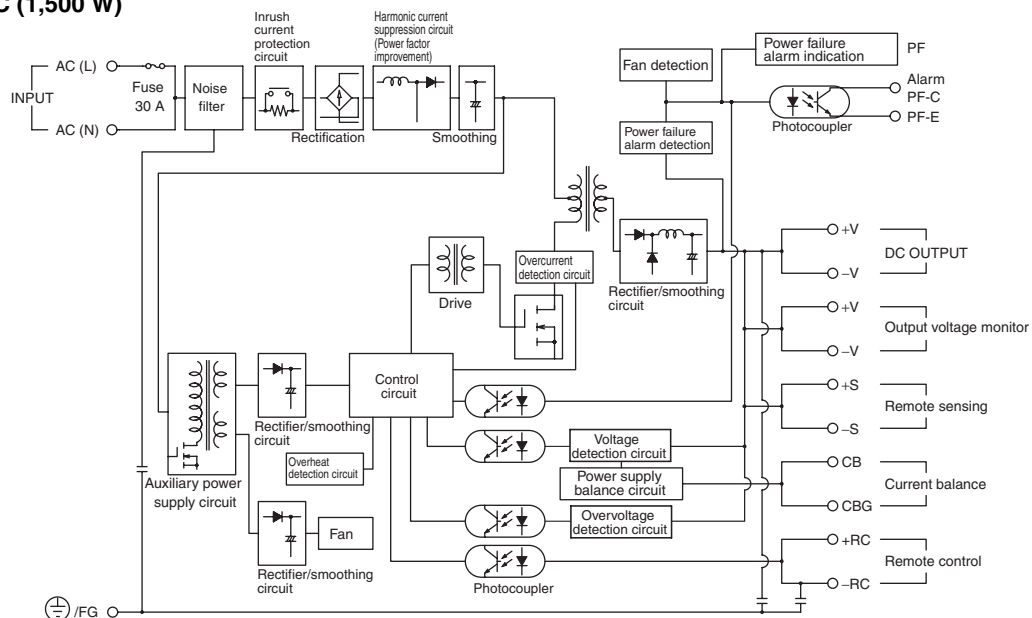 C (1,500 W)
Inrush
current
protection
circuit
Harmonic current
suppression circuit
(Power factor
improvement)
Power failure
alarm indication
PF
AC (L)
Fan detection
Alarm
INPUT
Fuse
30 A
Noise
filter
PF-C
AC (N)
PF-E
Rectification
Smoothing
Power failure
alarm detection
Photocoupler
+V
DC OUTPUT
–V
Overcurrent
detection circuit
Drive
Rectifier/smoothing
circuit
+V
Output voltage monitor
–V
Control
circuit
+S
Remote sensing
–S
Rectifier/smoothing
circuit
Voltage
detection circuit
Overheat
detection circuit
Power supply
balance circuit
CB
Current balance
CBG
Auxiliary power
supply circuit
Overvoltage
detection circuit
Fan
+RC
Remote control
–RC
Rectifier/smoothing
circuit
Photocoupler
/FG